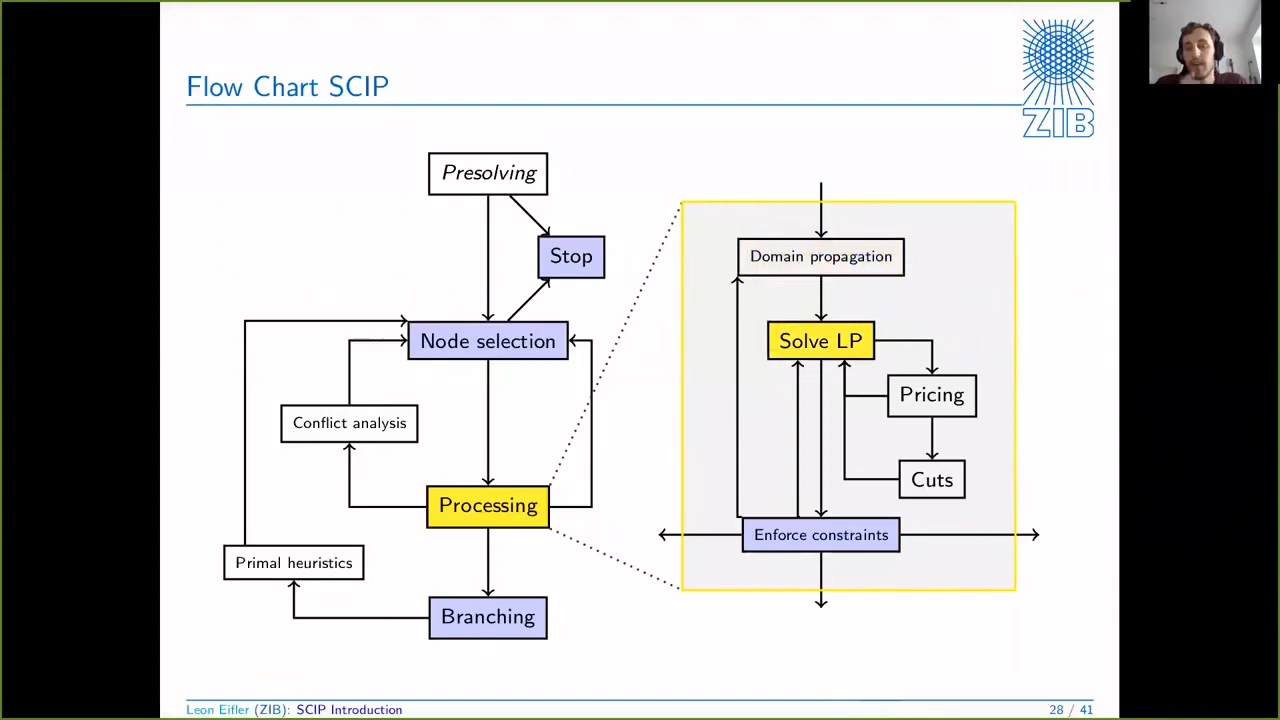 Flow Chart SCIP
ZIB
Presolving
Stop
Node selection
Conflict analysis
Processing
Primal heuristics
Branching
Domain propagation
Solve LP
Pricing
Cuts
Enforce constraints
Leon Eifler (ZIB): SCIP Introduction
28 / 41